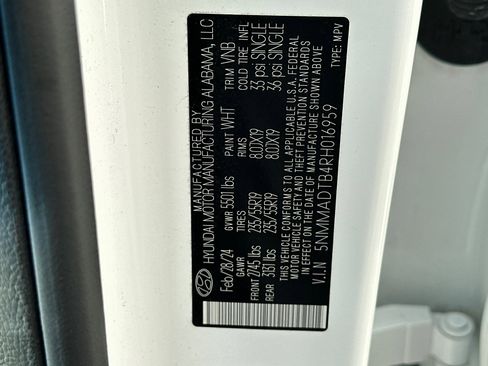 MANUFACTURED BY
HYUNDAI MOTOR MANUFACTURING ALABAMA, LLC
Feb/28/24 GVWR 5501 lbs PAINT WHT TRIM VNB
GAWR TIRES RIMS COLD TIRE INFL
FRONT 2745 lbs 235/55R19 8.0JX19 33 psi SINGLE
REAR 3131 lbs 235/55R19 8.0JX19 36 psi SINGLE
THIS VEHICLE CONFORMS TO ALL APPLICABLE U.S.A. FEDERAL
MOTOR VEHICLE SAFETY AND THEFT PREVENTION STANDARDS
IN EFFECT ON THE DATE OF MANUFACTURE SHOWN ABOVE
V.I.N 5NMMADTB4RH016959 TYPE: MPV